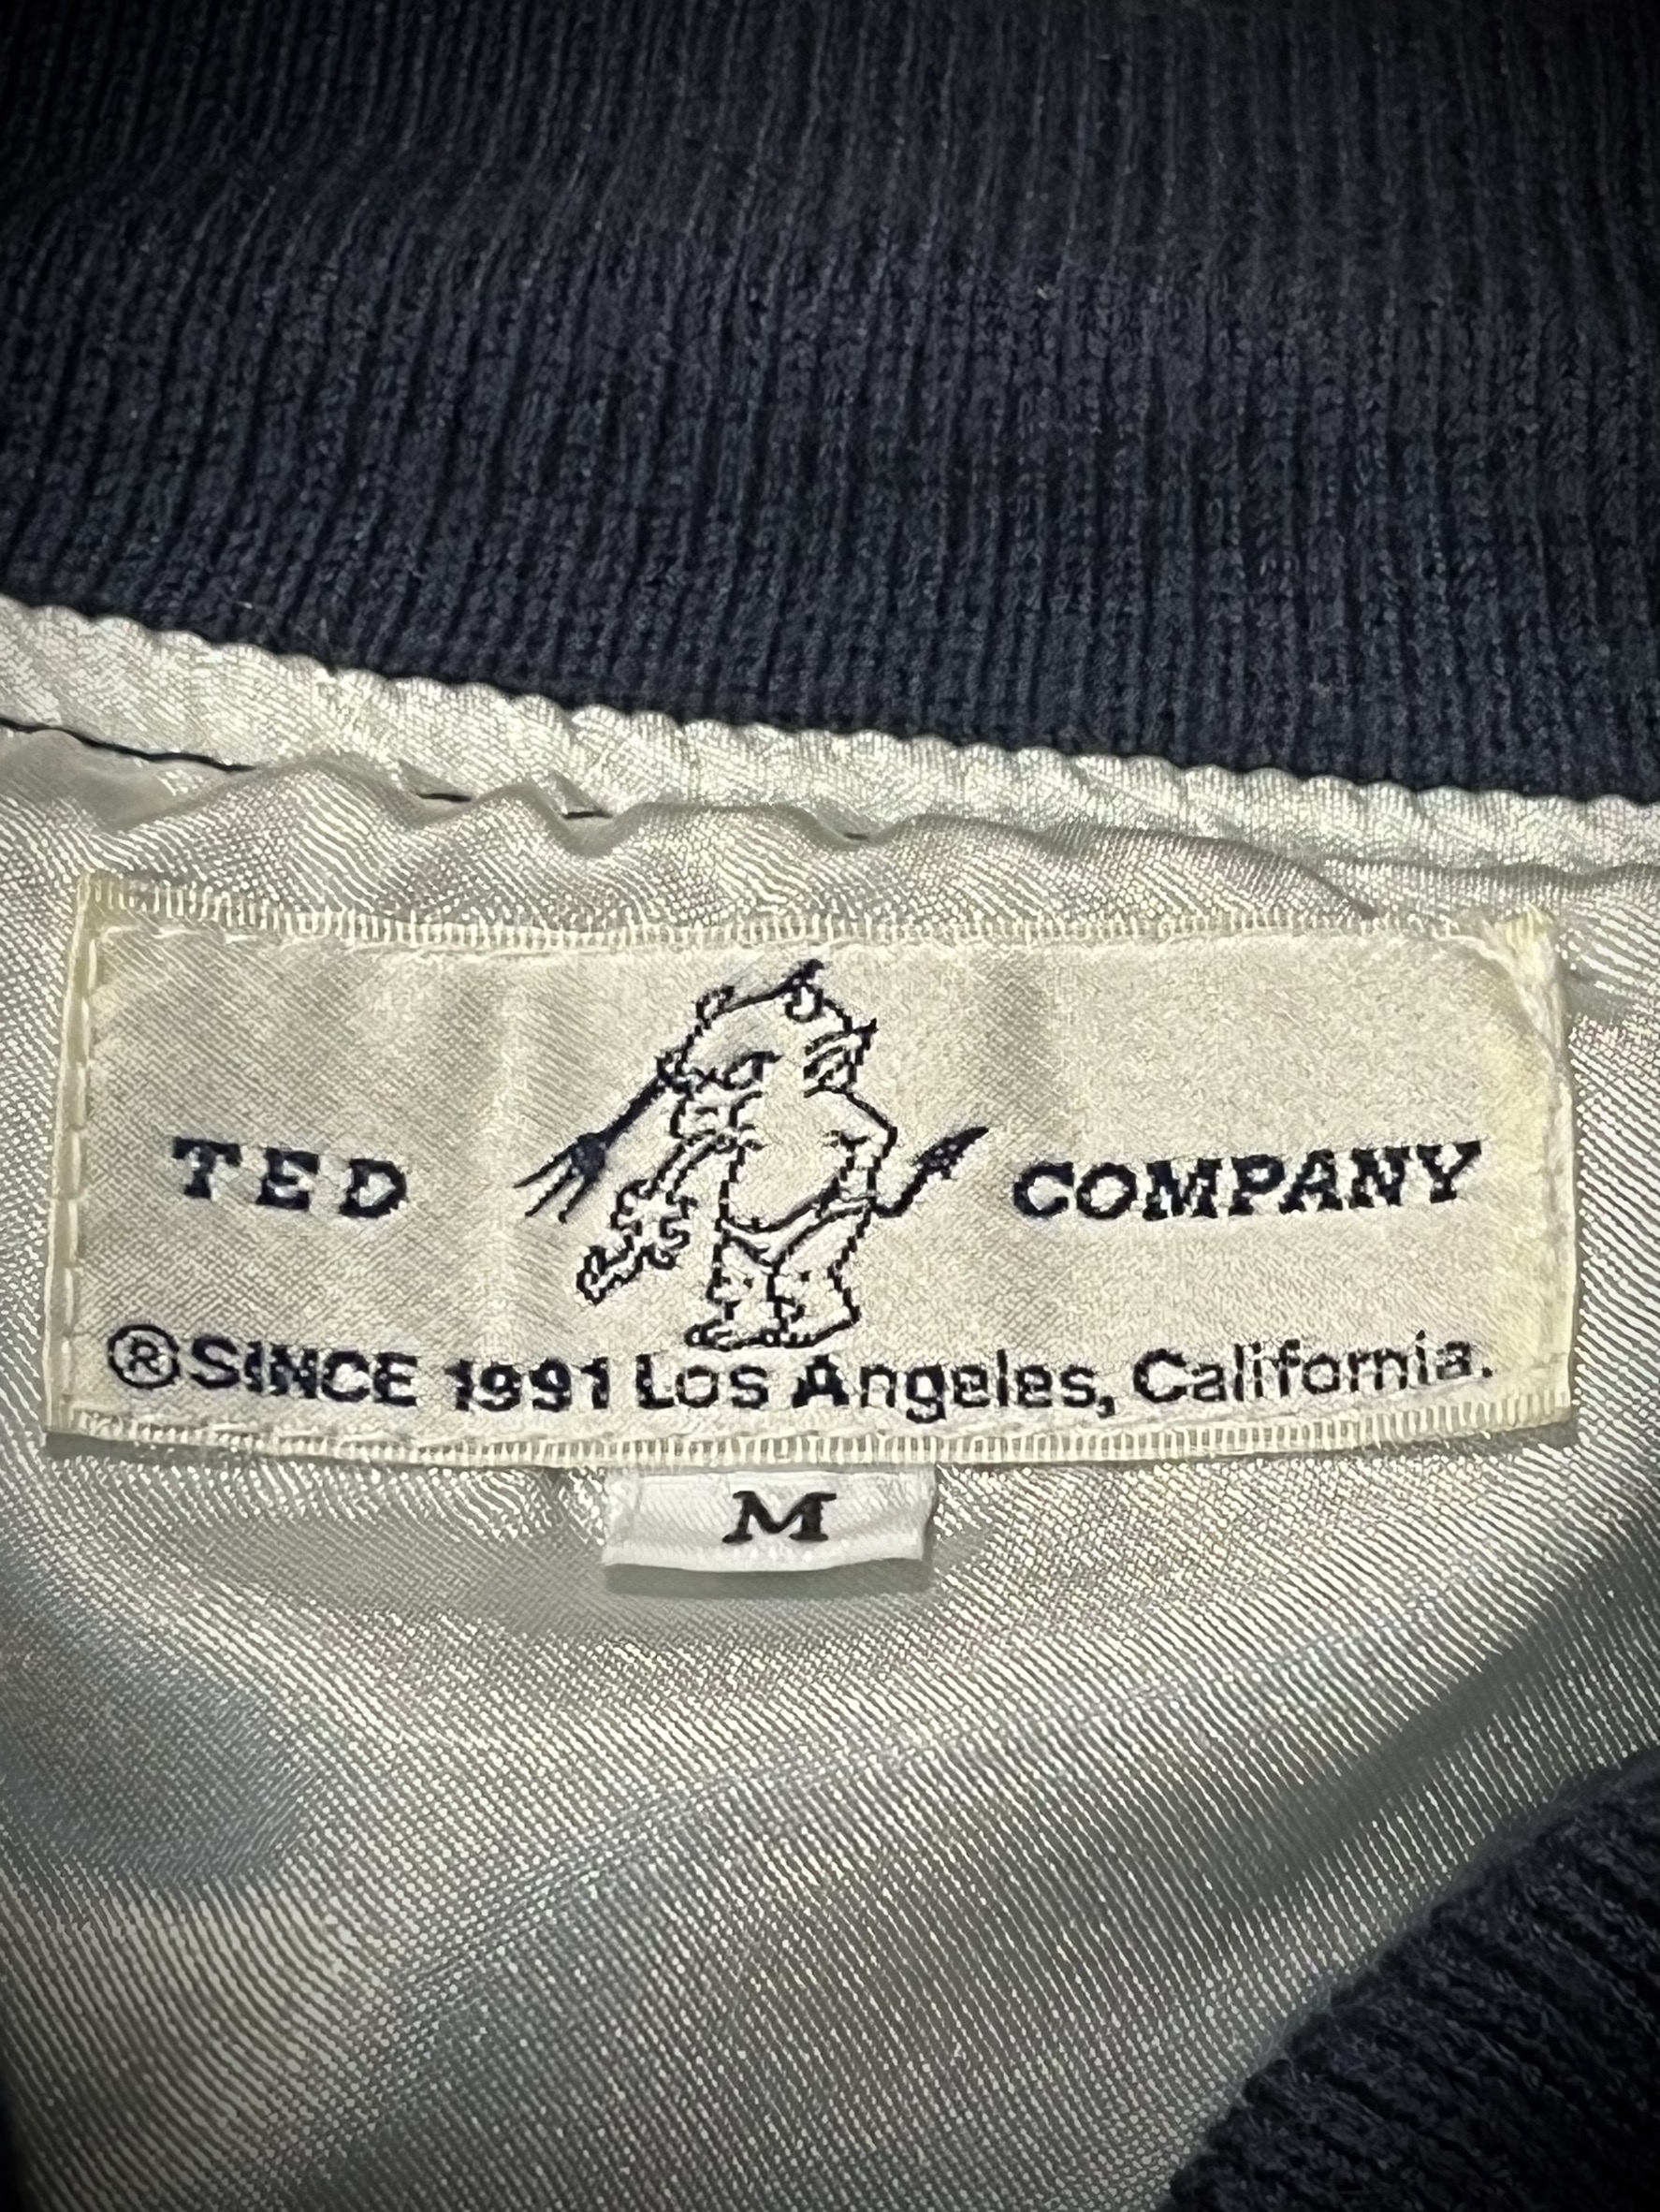 TED COMPANY
®SINCE 1991 Los Angeles, California.
M